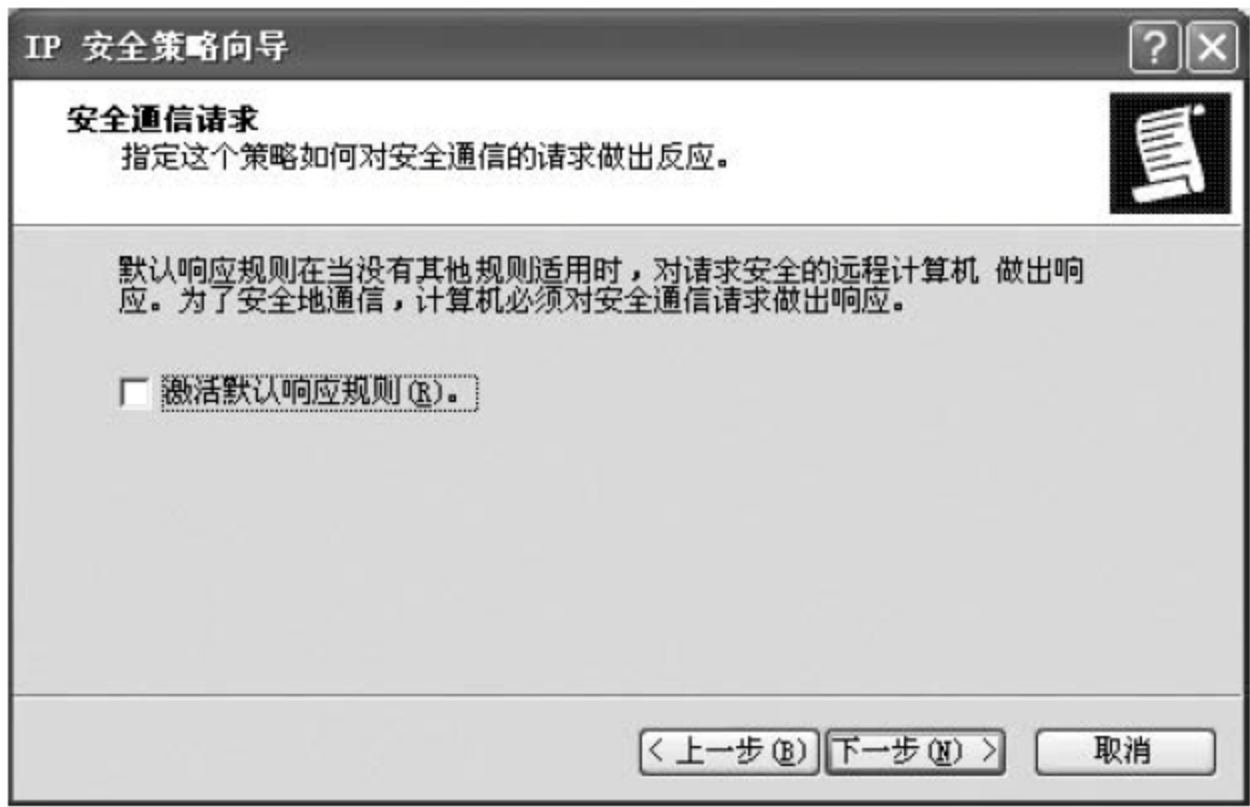 IP 安全策略向导
安全通信请求
指定这个策略如何对安全通信的请求做出反应。
默认响应规则在当没有其他规则适用时，对请求安全的远程计算机 做出响
应。为了安全地通信，计算机必须对安全通信请求做出响应。
激活默认响应规则(R)。
< 上一步(B) 下一步(N) > 取消